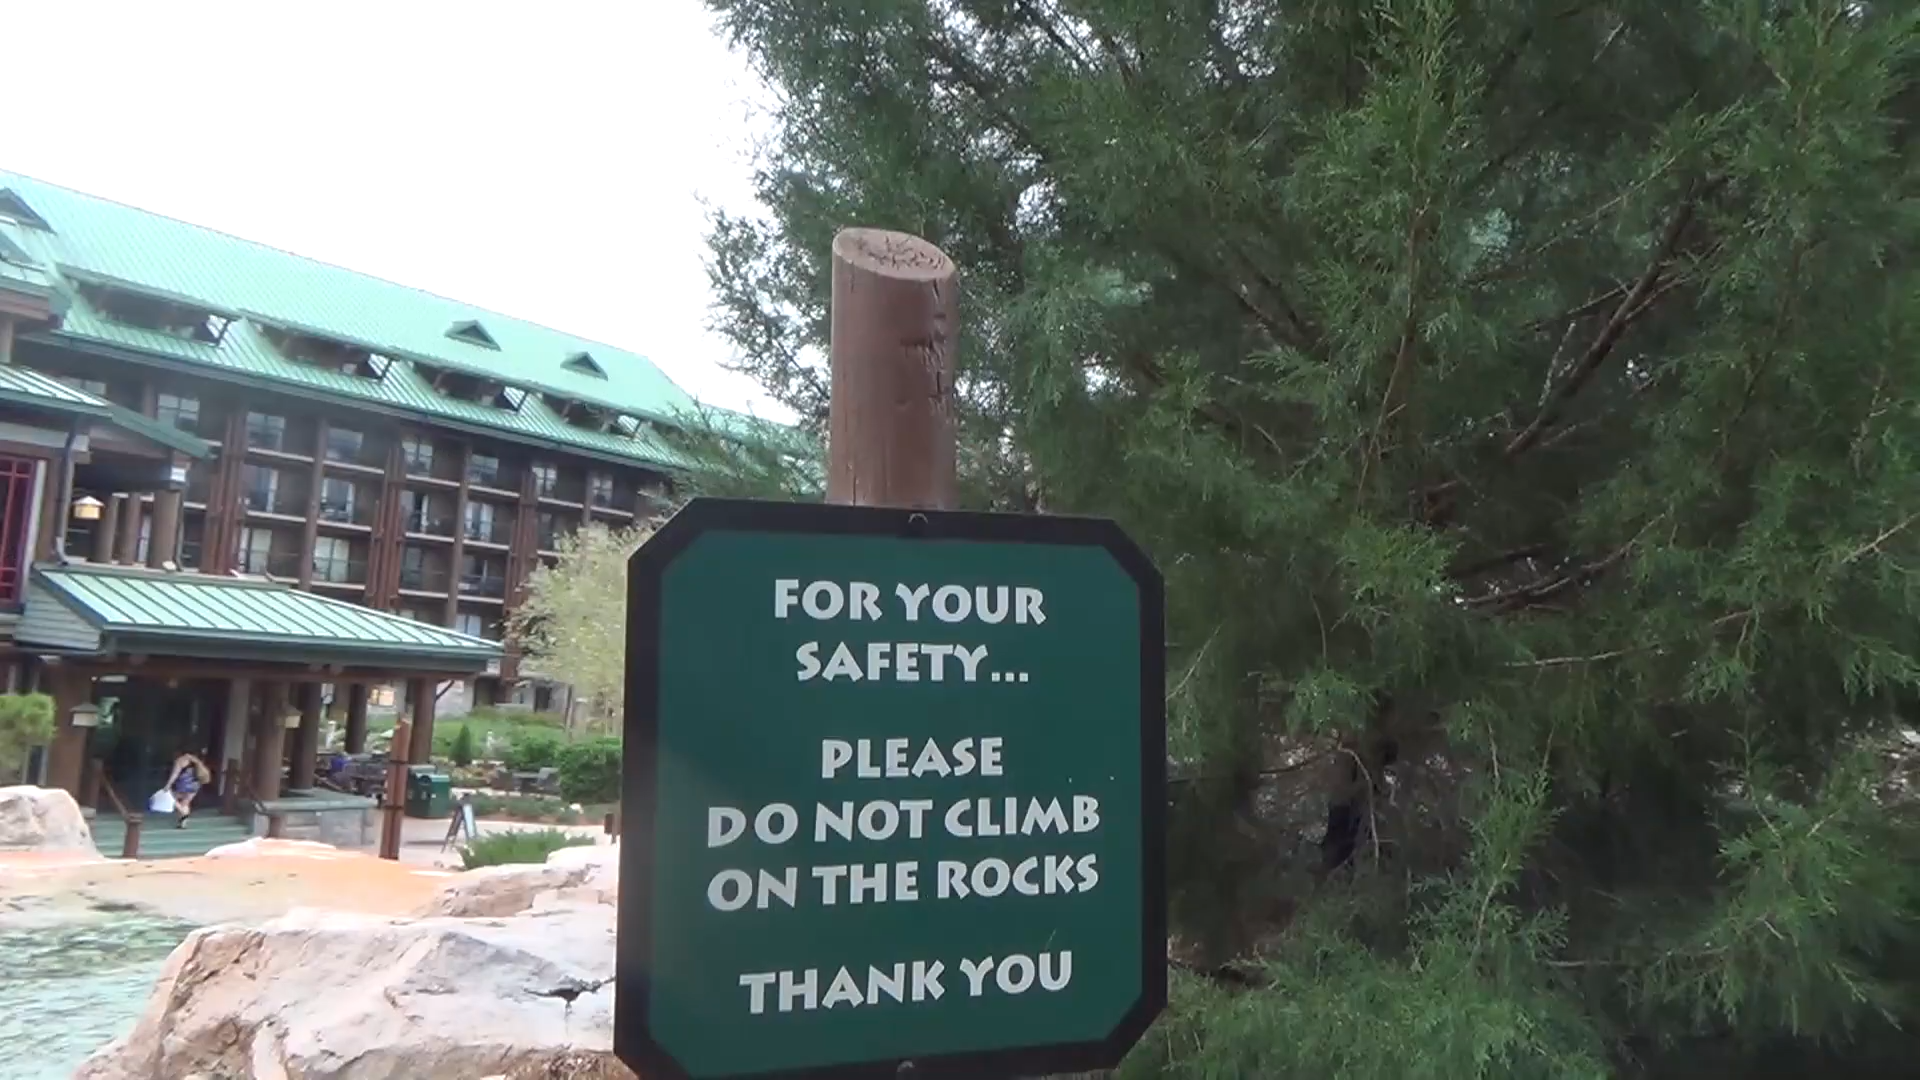 FOR YOUR
SAFETY...
PLEASE
DO NOT CLIMB
ON THE ROCKS
THANK YOU